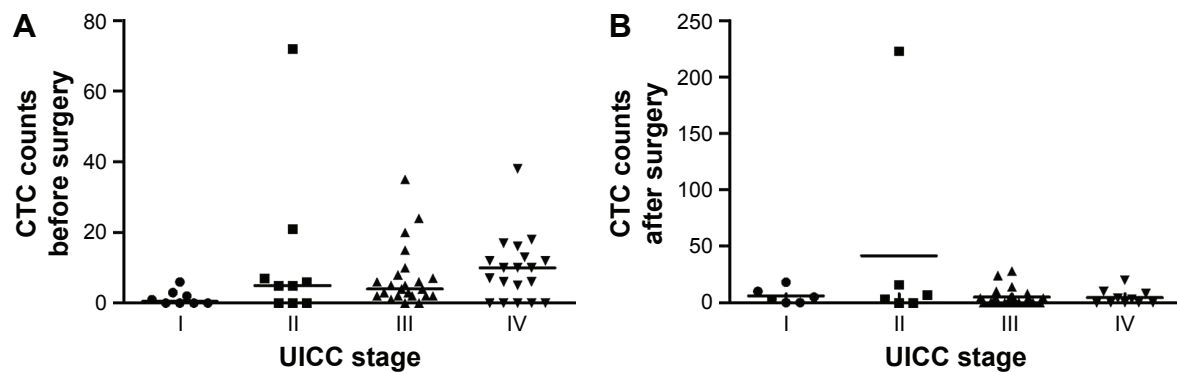 A
CTC counts
before surgery
80
60
40
20
0
I II III IV
UICC stage
B
CTC counts
after surgery
250
200
150
100
50
0
I II III IV
UICC stage